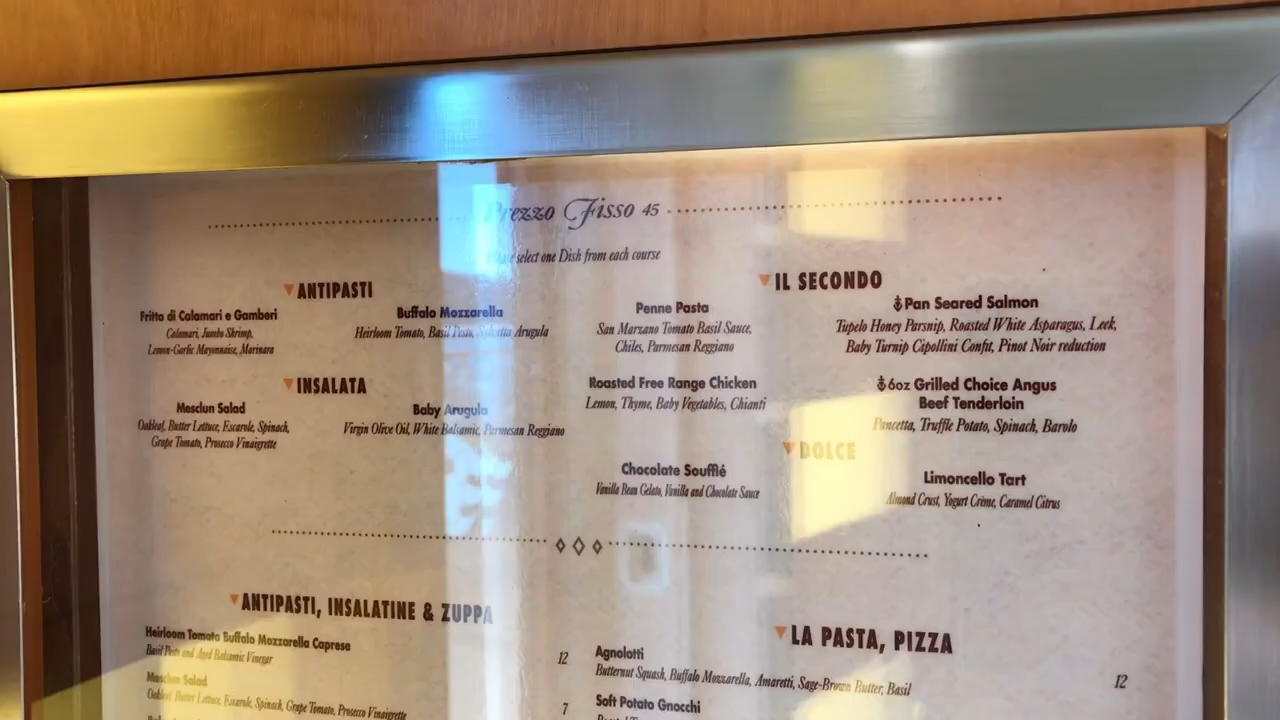 Prezzo Fisso 45
select one Dish from each course
ANTIPASTI
Fritto di Calamari e Gamberi
Calamari, Jumbo Shrimp,
Lemon-Garlic Mayonnaise, Marinara
Buffalo Mozzarella
Heirloom Tomato, Basil Pesto, Arugula
INSALATA
Mesclun Salad
Oakleaf, Butter Lettuce, Escarole, Spinach,
Grape Tomato, Prosecco Vinaigrette
Baby Arugula
Virgin Olive Oil, White Balsamic, Parmesan Reggiano
IL SECONDO
Penne Pasta
San Marzano Tomato Basil Sauce,
Chiles, Parmesan Reggiano
Pan Seared Salmon
Tupelo Honey Parsnip, Roasted White Asparagus, Leek,
Baby Turnip Cipollini Confit, Pinot Noir reduction
Roasted Free Range Chicken
Lemon, Thyme, Baby Vegetables, Chianti
6oz Grilled Choice Angus
Beef Tenderloin
Pancetta, Truffle Potato, Spinach, Barolo
DOLCE
Chocolate Soufflé
Vanilla Bean Gelato, Vanilla and Chocolate Sauce
Limoncello Tart
Almond Crust, Yogurt Crème, Caramel Citrus
ANTIPASTI, INSALATINE & ZUPPA
Heirloom Tomato Buffalo Mozzarella Caprese
Basil Pesto and Aged Balsamic Vinegar 12
Mesclun Salad
Oakleaf, Butter Lettuce, Escarole, Spinach, Grape Tomato, Prosecco Vinaigrette 7
LA PASTA, PIZZA
Agnolotti
Butternut Squash, Buffalo Mozzarella, Amaretti, Sage-Brown Butter, Basil 12
Soft Potato Gnocchi